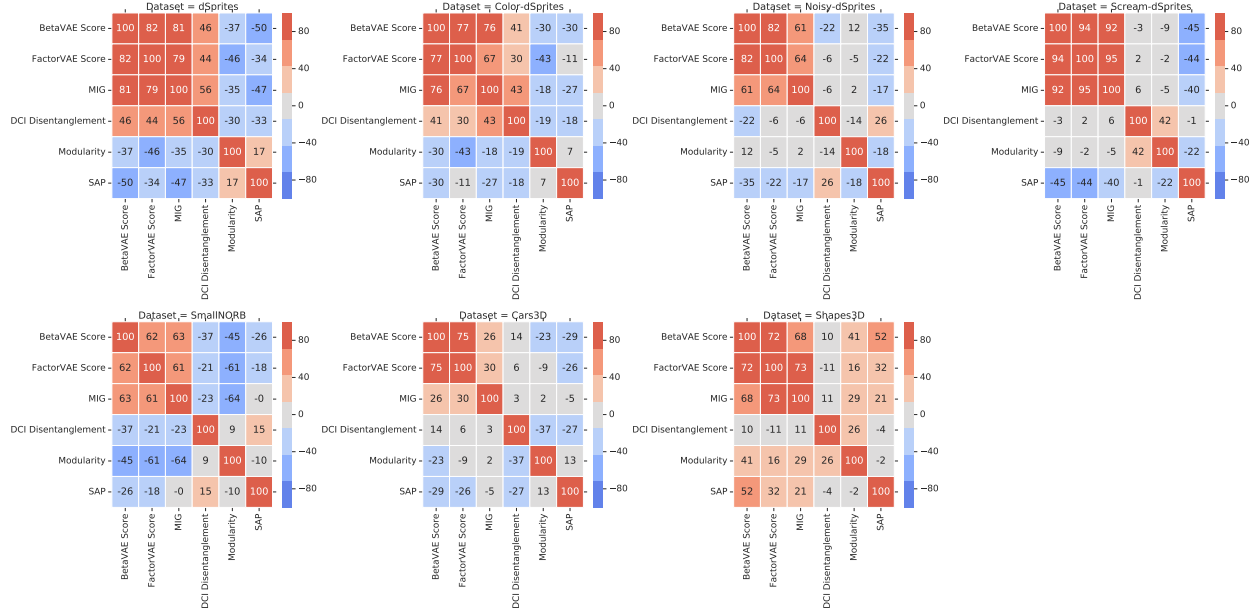 Dataset = dSprites
BetaVAE Score 100 82 81 46 -37 -50
FactorVAE Score 82 100 79 44 -46 -34
MIG 81 79 100 56 -35 -47
DCI Disentanglement 46 44 56 100 -30 -33
Modularity -37 -46 -35 -30 100 17
SAP -50 -34 -47 -33 17 100
BetaVAE Score
FactorVAE Score
MIG
DCI Disentanglement
Modularity
SAP
80
40
0
−40
−80
Dataset = Color-dSprites
BetaVAE Score 100 77 76 41 -30 -30
FactorVAE Score 77 100 67 30 -43 -11
MIG 76 67 100 43 -18 -27
DCI Disentanglement 41 30 43 100 -19 -18
Modularity -30 -43 -18 -19 100 7
SAP -30 -11 -27 -18 7 100
BetaVAE Score
FactorVAE Score
MIG
DCI Disentanglement
Modularity
SAP
80
40
0
−40
−80
Dataset = Noisy-dSprites
BetaVAE Score 100 82 61 -22 12 -35
FactorVAE Score 82 100 64 -6 -5 -22
MIG 61 64 100 -6 2 -17
DCI Disentanglement -22 -6 -6 100 -14 26
Modularity 12 -5 2 -14 100 -18
SAP -35 -22 -17 26 -18 100
BetaVAE Score
FactorVAE Score
MIG
DCI Disentanglement
Modularity
SAP
80
40
0
−40
−80
Dataset = Scream-dSprites
BetaVAE Score 100 94 92 -3 -9 -45
FactorVAE Score 94 100 95 2 -2 -44
MIG 92 95 100 6 -5 -40
DCI Disentanglement -3 2 6 100 42 -1
Modularity -9 -2 -5 42 100 -22
SAP -45 -44 -40 -1 -22 100
BetaVAE Score
FactorVAE Score
MIG
DCI Disentanglement
Modularity
SAP
80
40
0
−40
−80
Dataset = SmallNORB
BetaVAE Score 100 62 63 -37 -45 -26
FactorVAE Score 62 100 61 -21 -61 -18
MIG 63 61 100 -23 -64 -0
DCI Disentanglement -37 -21 -23 100 9 15
Modularity -45 -61 -64 9 100 -10
SAP -26 -18 -0 15 -10 100
BetaVAE Score
FactorVAE Score
MIG
DCI Disentanglement
Modularity
SAP
80
40
0
−40
−80
Dataset = Cars3D
BetaVAE Score 100 75 26 14 -23 -29
FactorVAE Score 75 100 30 6 -9 -26
MIG 26 30 100 3 2 -5
DCI Disentanglement 14 6 3 100 -37 -27
Modularity -23 -9 2 -37 100 13
SAP -29 -26 -5 -27 13 100
BetaVAE Score
FactorVAE Score
MIG
DCI Disentanglement
Modularity
SAP
80
40
0
−40
−80
Dataset = Shapes3D
BetaVAE Score 100 72 68 10 41 52
FactorVAE Score 72 100 73 -11 16 32
MIG 68 73 100 11 29 21
DCI Disentanglement 10 -11 11 100 26 -4
Modularity 41 16 29 26 100 -2
SAP 52 32 21 -4 -2 100
BetaVAE Score
FactorVAE Score
MIG
DCI Disentanglement
Modularity
SAP
80
40
0
−40
−80